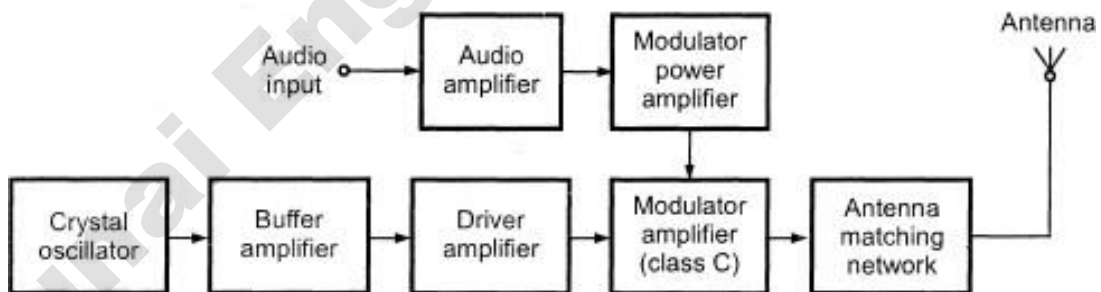 Antenna
Audio
input
Audio
amplifier
Modulator
power
amplifier
Crystal
oscillator
Buffer
amplifier
Driver
amplifier
Modulator
amplifier
(class C)
Antenna
matching
network